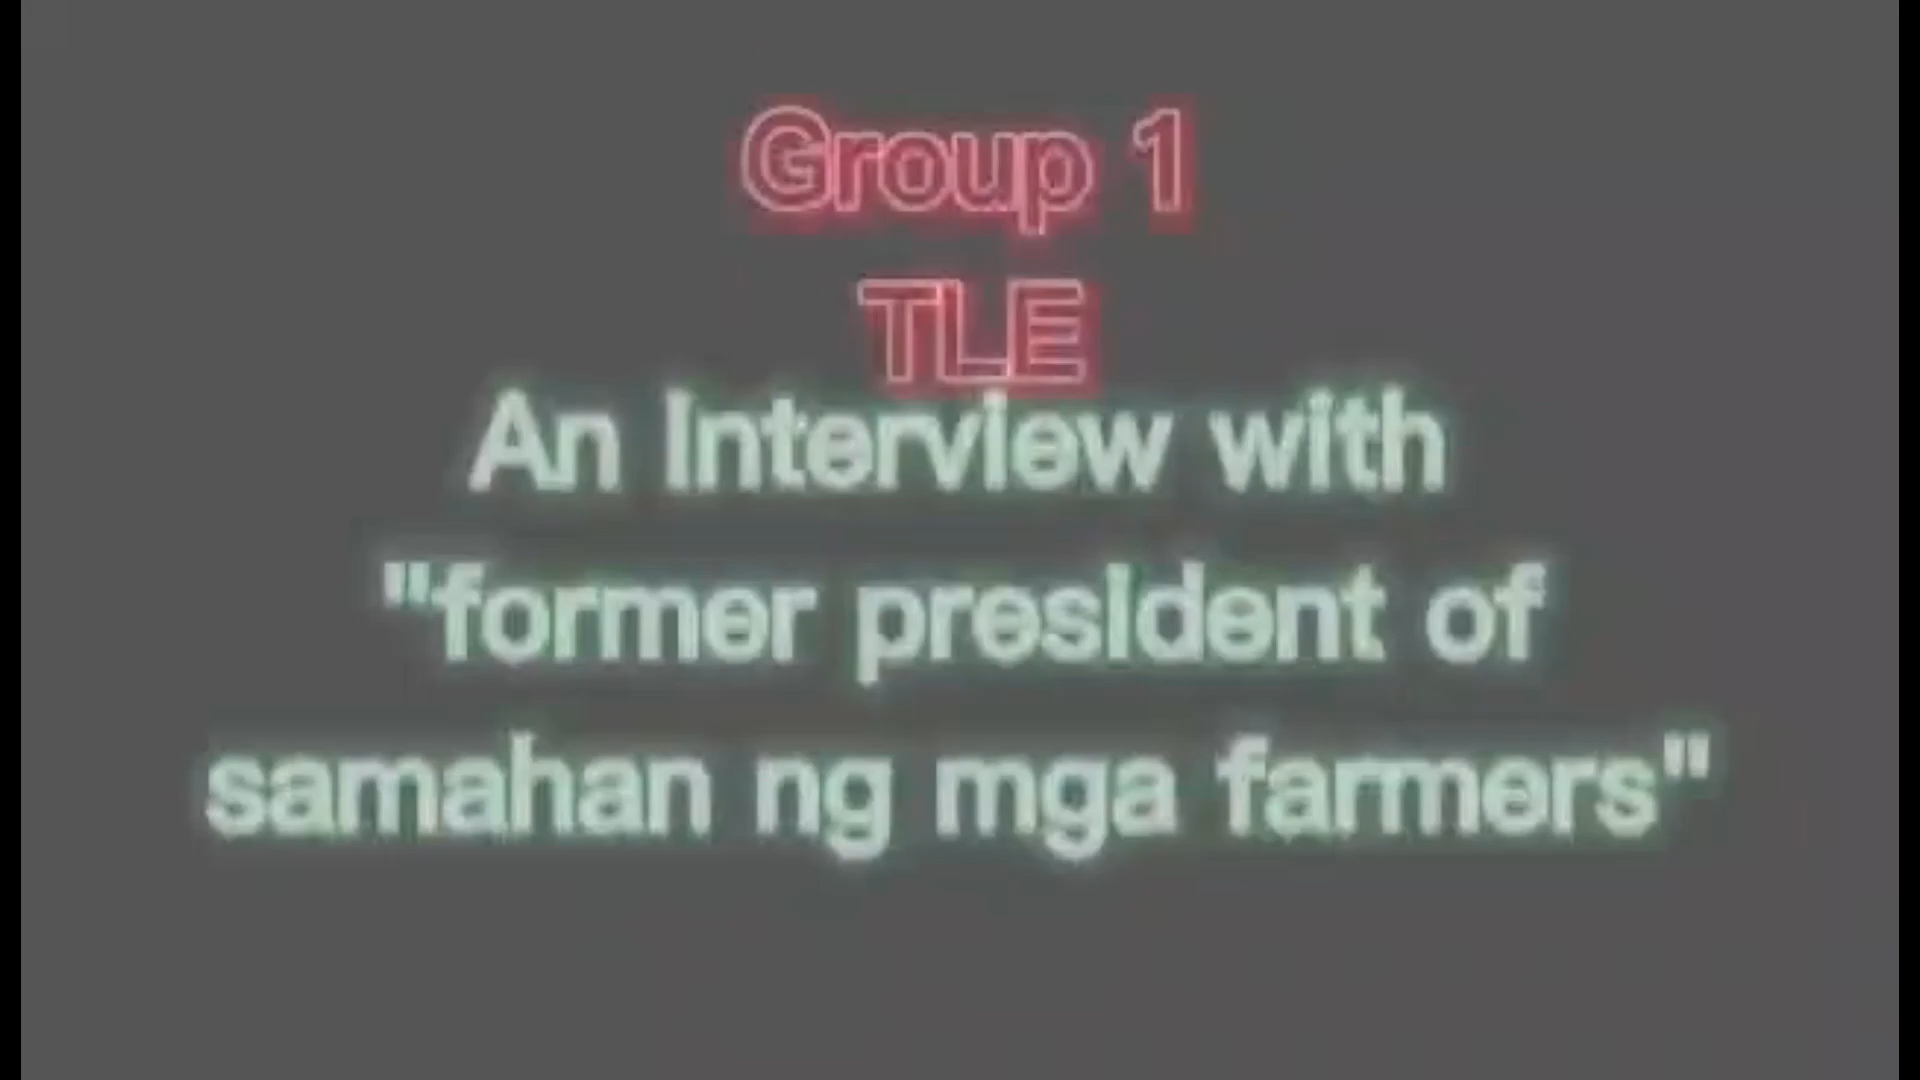 Group 1
TLE
An Interview with
"former president of
samahan ng mga farmers"